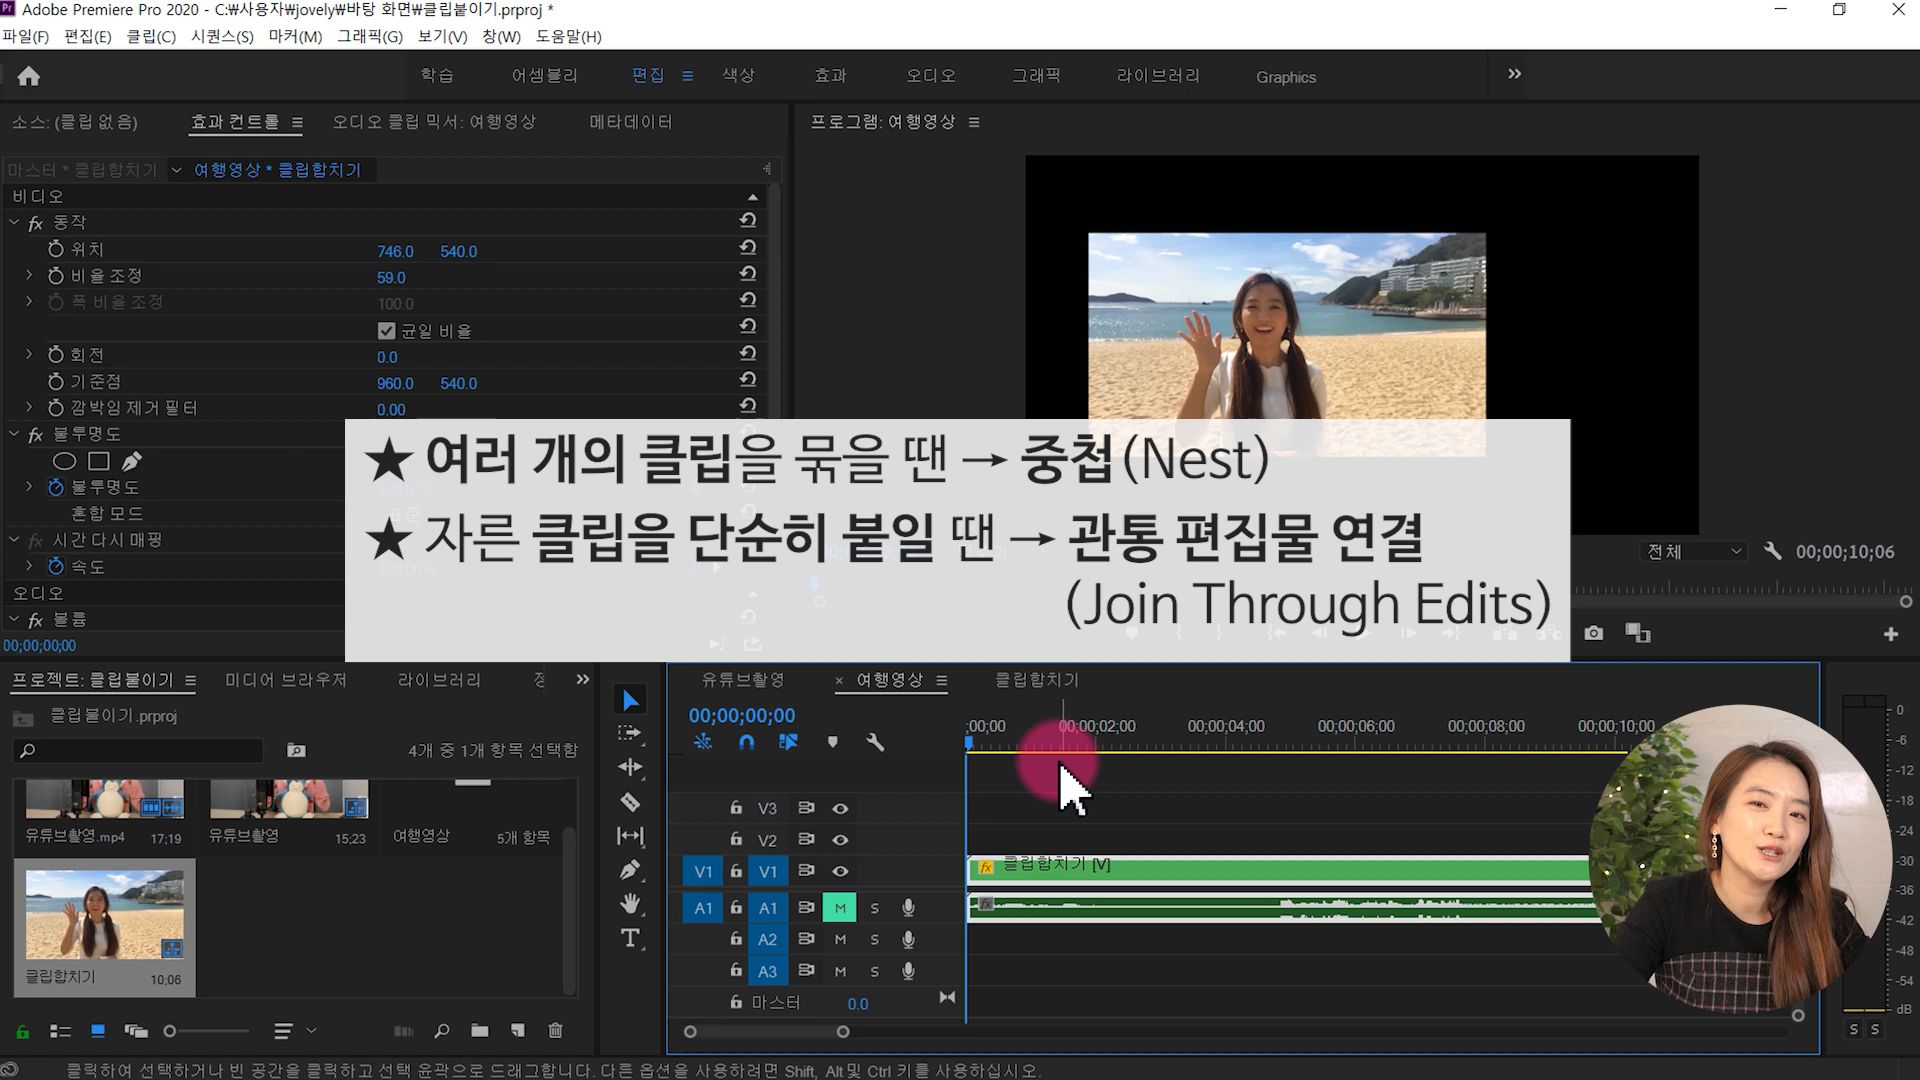 Adobe Premiere Pro 2020 - C:₩사용자₩jovely₩바탕 화면₩클립붙이기.prproj *
파일(F) 편집(E) 클립(C) 시퀀스(S) 마커(M) 그래픽(G) 보기(V) 창(W) 도움말(H)
학습 어셈블리 편집 색상 효과 오디오 그래픽 라이브러리 Graphics
소스: (클립 없음) 효과 컨트롤 오디오 클립 믹서: 여행영상 메타데이터
프로그램: 여행영상
마스터 * 클립합치기 여행영상 * 클립합치기
비디오
fx 동작
위치 746.0 540.0
비율 조정 59.0
폭 비율 조정 100.0
균일 비율
회전 0.0
기준점 960.0 540.0
깜박임 제거 필터 0.00
fx 불투명도
불투명도
혼합 모드
fx 시간 다시 매핑
속도
오디오
fx 볼륨
00;00;00;00
★ 여러 개의 클립을 묶을 땐 → 중첩(Nest)
★ 자른 클립을 단순히 붙일 땐 → 관통 편집물 연결
(Join Through Edits)
전체 00;00;10;06
프로젝트: 클립붙이기 미디어 브라우저 라이브러리
클립붙이기.prproj
4개 중 1개 항목 선택함
유튜브촬영.mp4 17;19
유튜브촬영 15;23
여행영상 5개 항목
클립합치기 10;06
유튜브촬영 × 여행영상 클립합치기
00;00;00;00
;00;00 00;00;02;00 00;00;04;00 00;00;06;00 00;00;08;00 00;00;10;00
V3
V2
V1 V1 fx 클립합치기 [V]
A1 A1 M S fx
A2 M S
A3 M S
마스터 0.0
T
0
-6
-12
-18
-24
-30
-36
-42
-48
-54
dB
S S
클릭하여 선택하거나 빈 공간을 클릭하고 선택 윤곽으로 드래그합니다. 다른 옵션을 사용하려면 Shift, Alt 및 Ctrl 키를 사용하십시오.